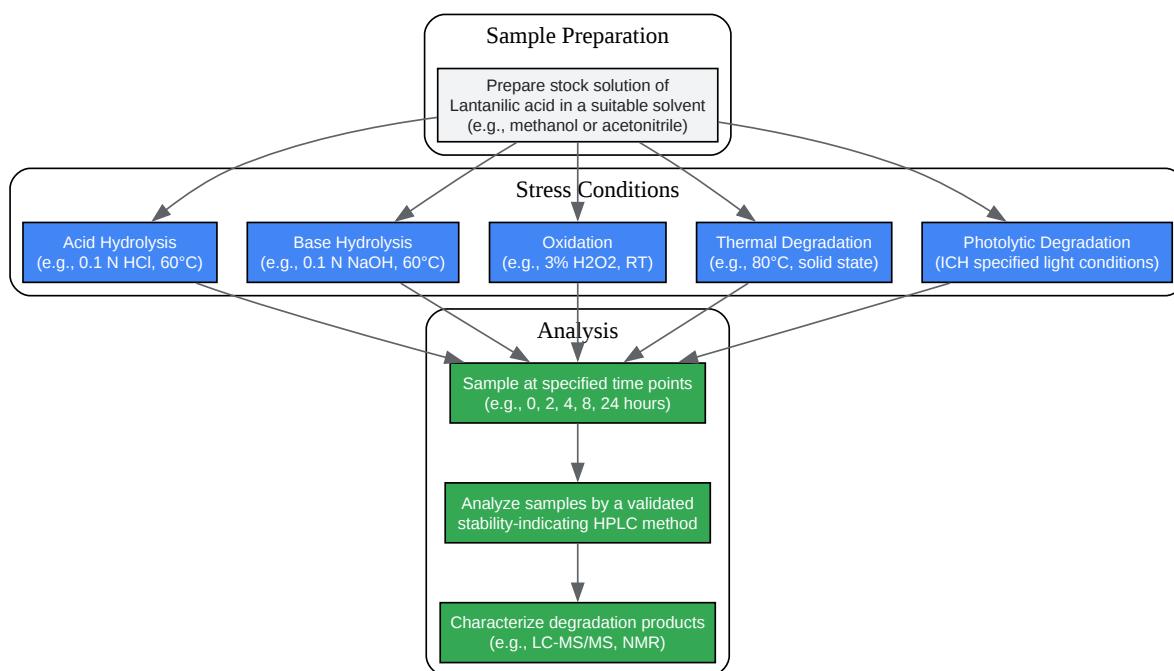 Sample Preparation
Prepare stock solution of
Lantanilic acid in a suitable solvent
(e.g., methanol or acetonitrile)
Stress Conditions
Acid Hydrolysis
(e.g., 0.1 N HCl, 60°C)
Base Hydrolysis
(e.g., 0.1 N NaOH, 60°C)
Oxidation
(e.g., 3% H2O2, RT)
Thermal Degradation
(e.g., 80°C, solid state)
Photolytic Degradation
(ICH specified light conditions)
Analysis
Sample at specified time points
(e.g., 0, 2, 4, 8, 24 hours)
Analyze samples by a validated
stability-indicating HPLC method
Characterize degradation products
(e.g., LC-MS/MS, NMR)